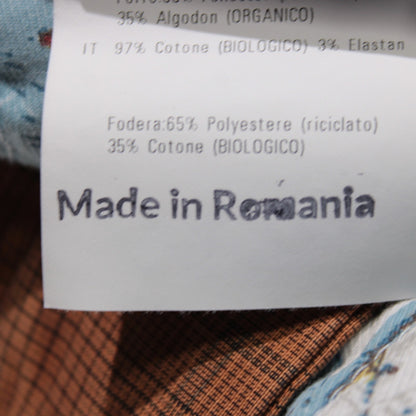 35% Algodon (ORGANICO)
IT 97% Cotone (BIOLOGICO) 3% Elastan
Fodera:65% Polyestere (riciclato)
35% Cotone (BIOLOGICO)
Made in Romania